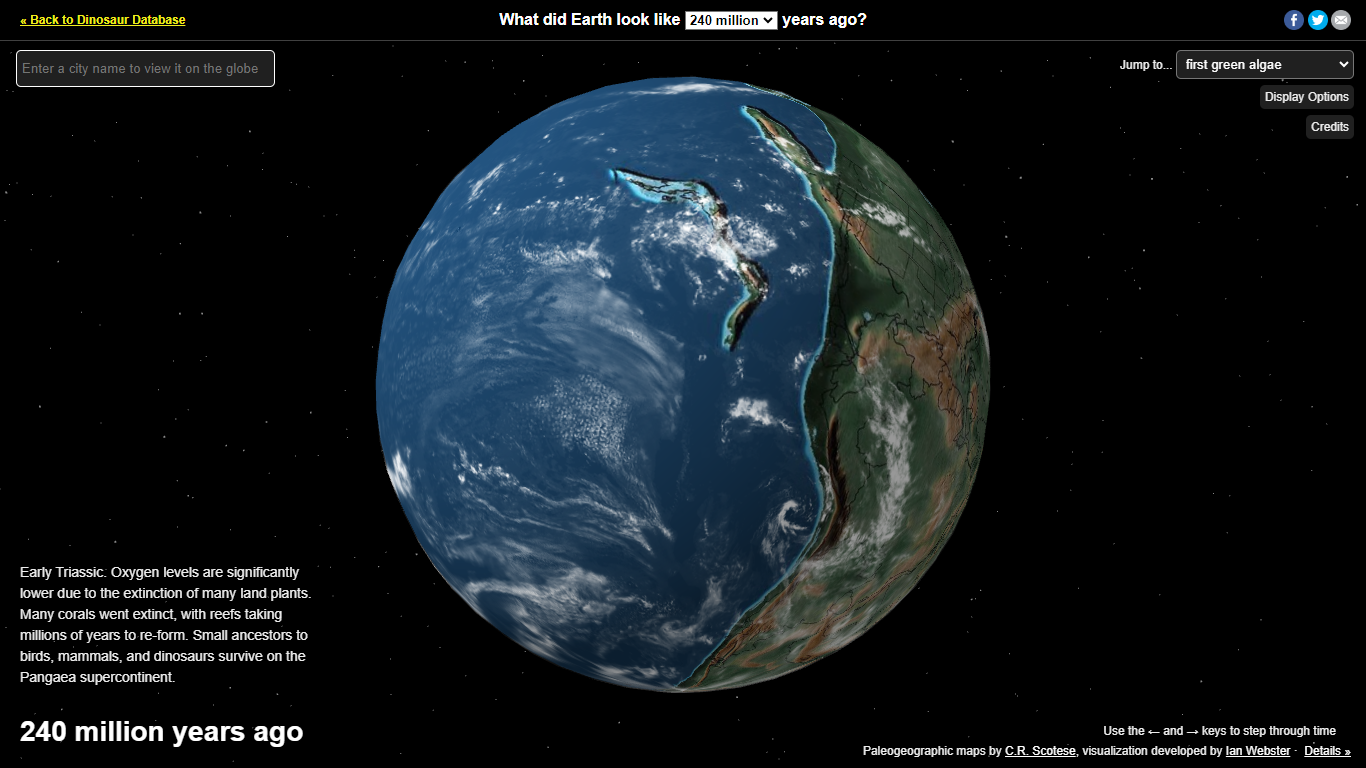 « Back to Dinosaur Database
What did Earth look like 240 million years ago?
Enter a city name to view it on the globe
Jump to... first green algae
Display Options
Credits
Early Triassic. Oxygen levels are significantly
lower due to the extinction of many land plants.
Many corals went extinct, with reefs taking
millions of years to re-form. Small ancestors to
birds, mammals, and dinosaurs survive on the
Pangaea supercontinent.
240 million years ago
Use the ← and → keys to step through time
Paleogeographic maps by C.R. Scotese, visualization developed by Ian Webster · Details »